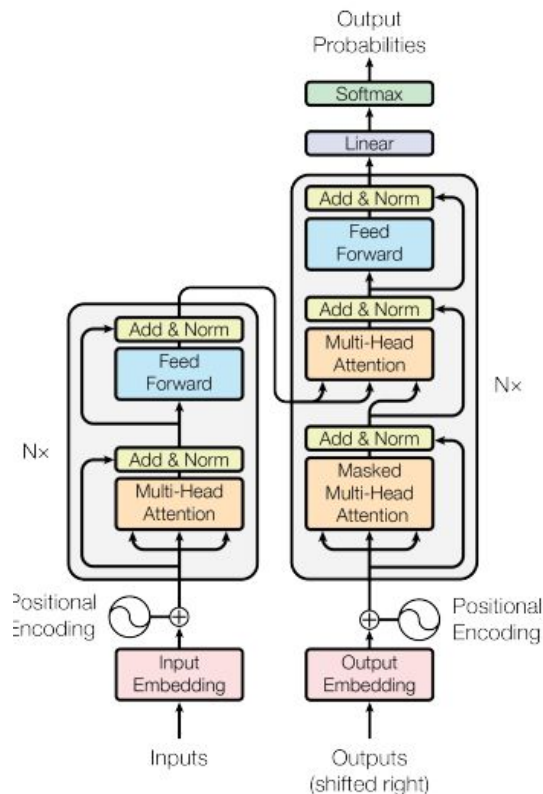 Output
Probabilities
Softmax
Linear
Add & Norm
Feed
Forward
Add & Norm
Multi-Head
Attention
Add & Norm
Masked
Multi-Head
Attention
N×
Add & Norm
Feed
Forward
Add & Norm
Multi-Head
Attention
N×
Positional
Encoding
Input
Embedding
Inputs
Positional
Encoding
Output
Embedding
Outputs
(shifted right)